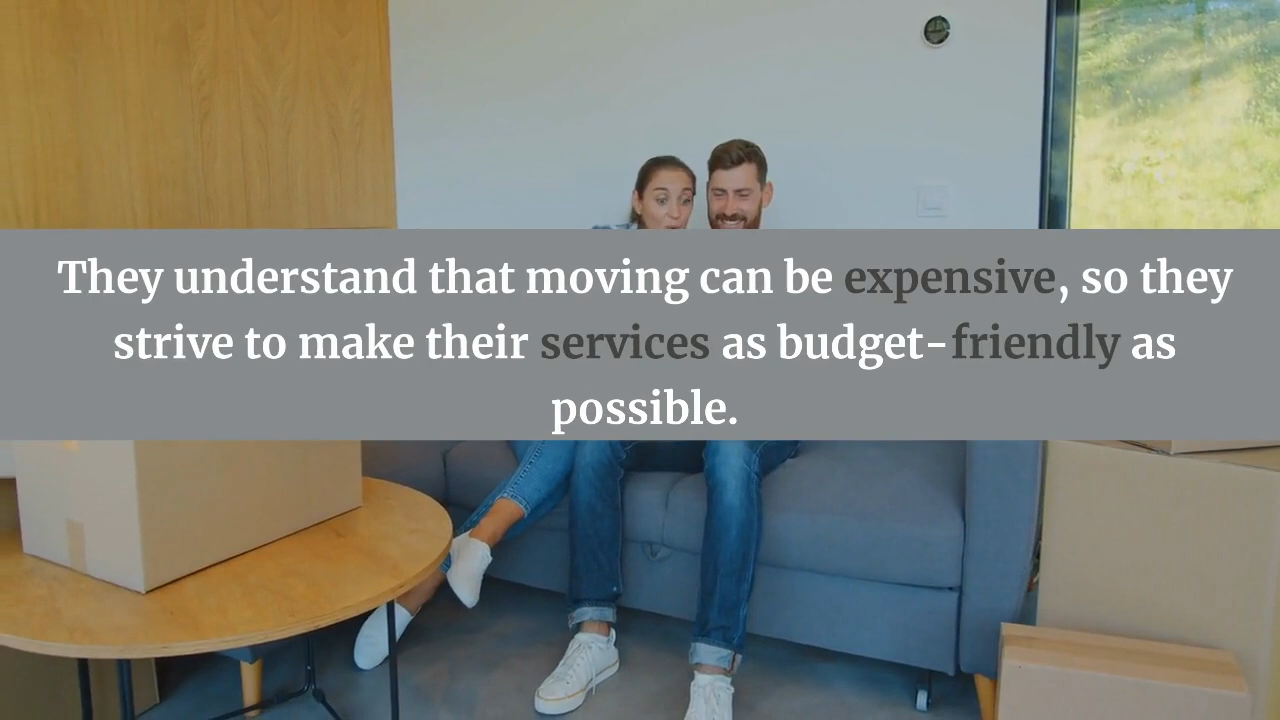 They understand that moving can be expensive, so they
strive to make their services as budget-friendly as
possible.